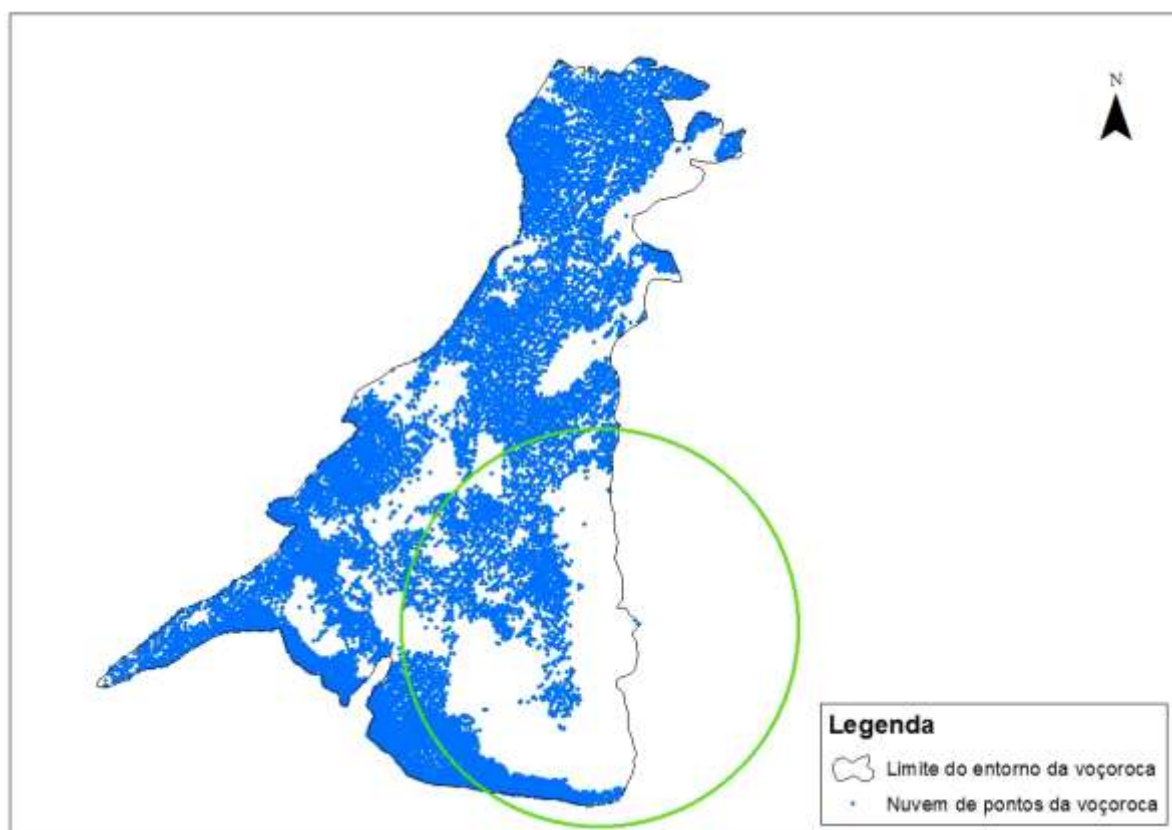 N
Legenda
Limite do entorno da voçoroca
Nuvem de pontos da voçoroca